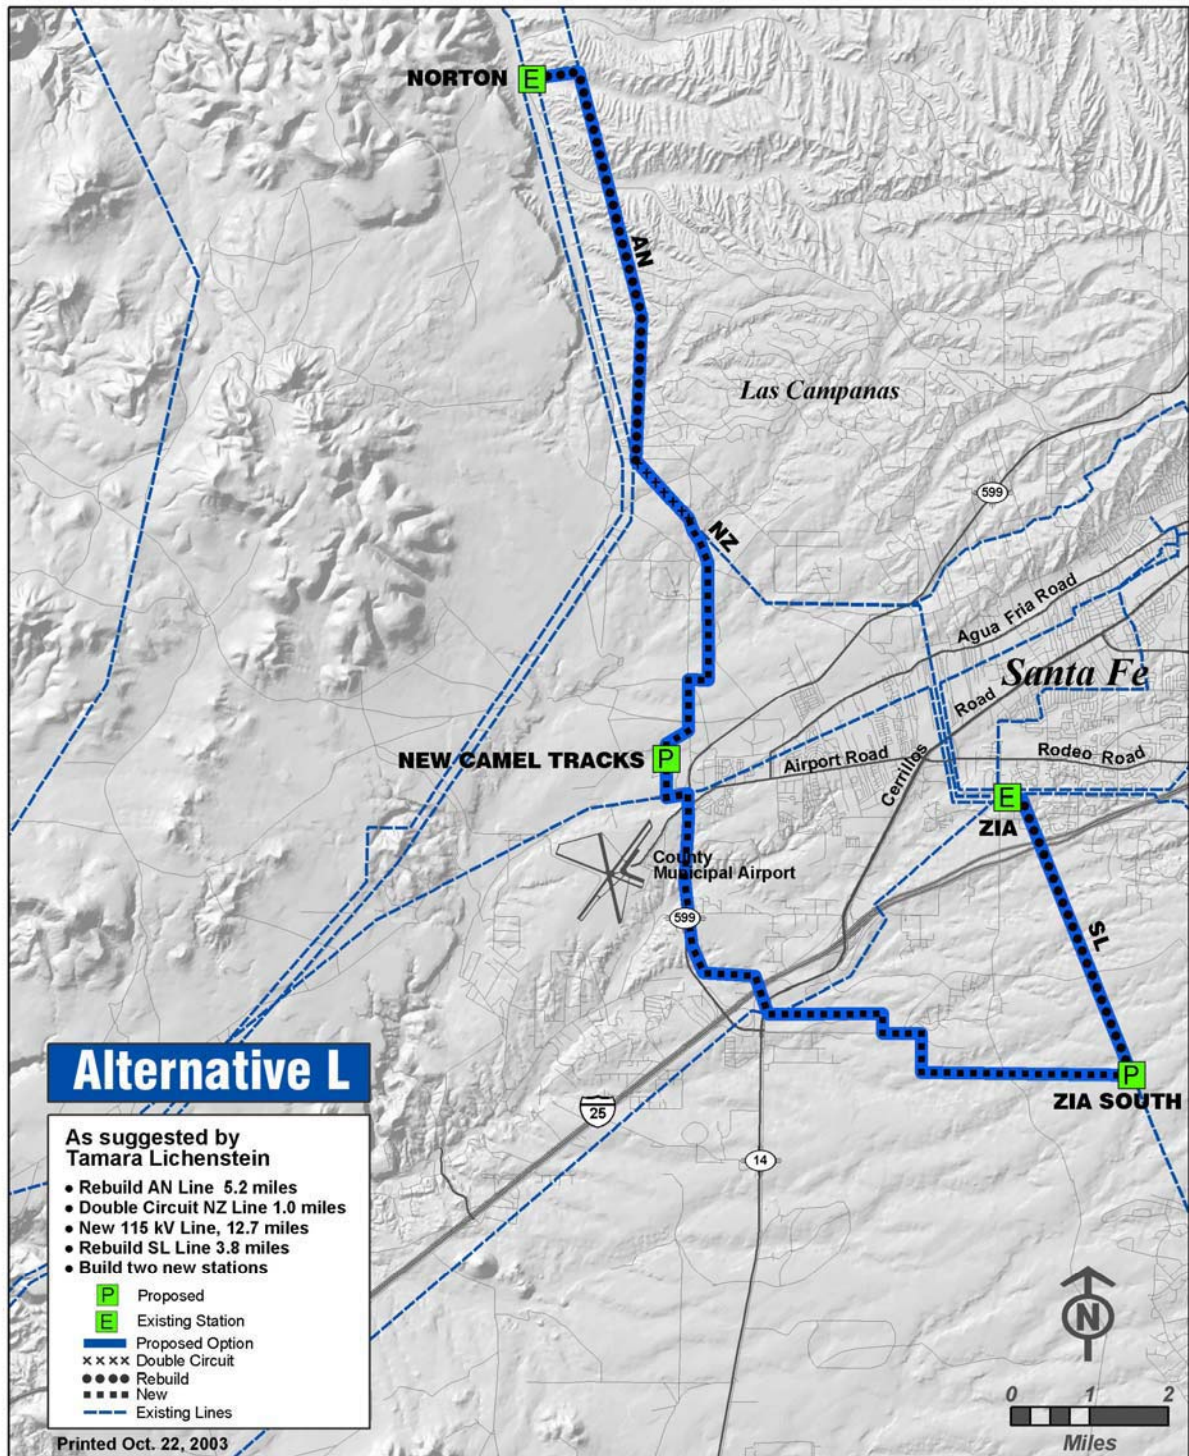 NORTON E
AN
Las Campanas
599
NZ
Agua Fria Road
Santa Fe
Road
NEW CAMEL TRACKS P
Airport Road
Rodeo Road
Cerrillos
E
ZIA
County
Municipal Airport
599
SL
P
ZIA SOUTH
25
14
Alternative L
As suggested by
Tamara Lichenstein
• Rebuild AN Line 5.2 miles
• Double Circuit NZ Line 1.0 miles
• New 115 kV Line, 12.7 miles
• Rebuild SL Line 3.8 miles
• Build two new stations
P Proposed
E Existing Station
Proposed Option
Double Circuit
Rebuild
New
Existing Lines
Printed Oct. 22, 2003
N
0 1 2
Miles